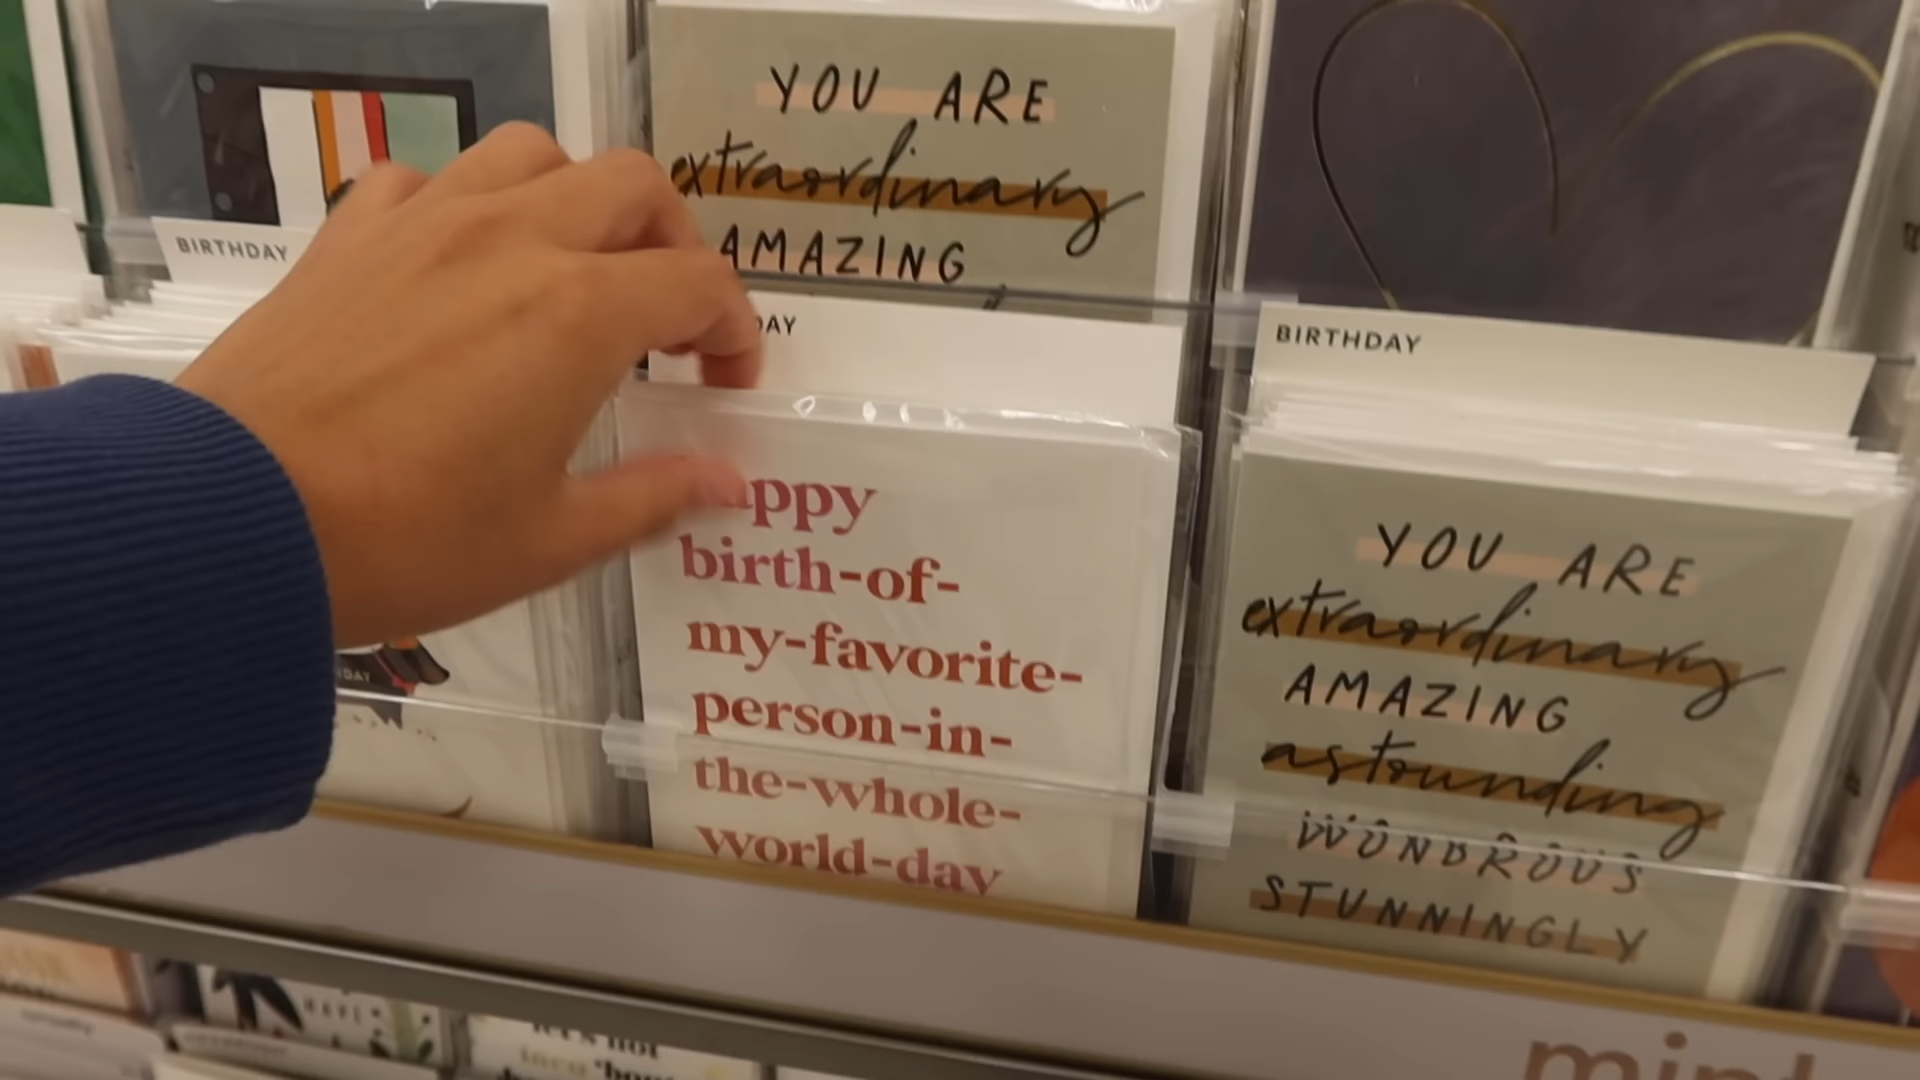 YOU ARE
extraordinary
AMAZING
BIRTHDAY
DAY
BIRTHDAY
appy
birth-of-
my-favorite-
person-in-
the-whole-
world-day
YOU ARE
extraordinary
AMAZING
astounding
WONDROUS
STUNNINGLY